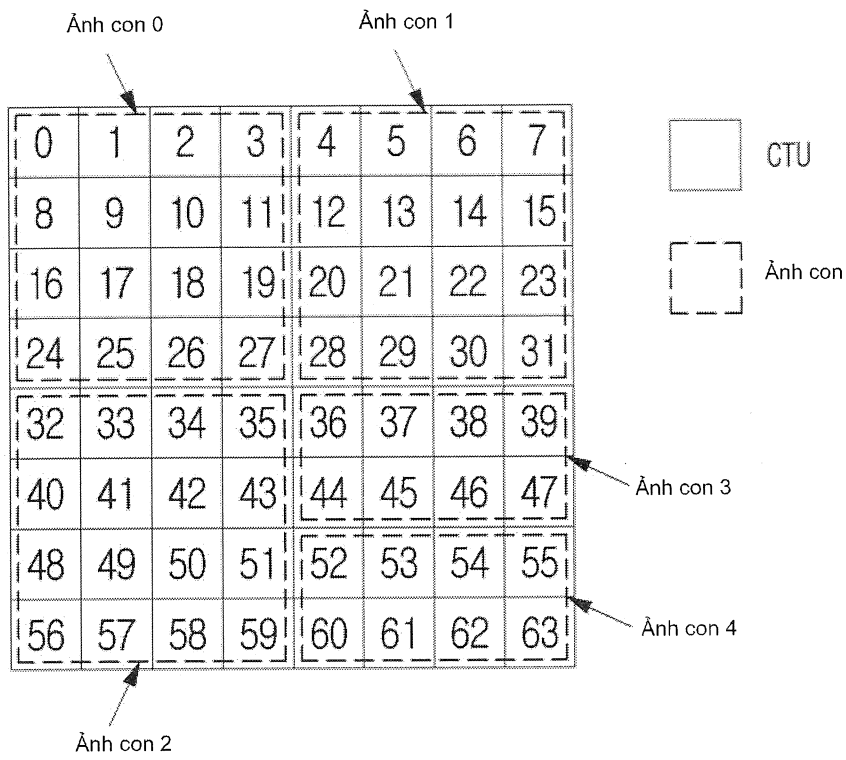 Ảnh con 0
Ảnh con 1
0 1 2 3 4 5 6 7
CTU
8 9 10 11 12 13 14 15
16 17 18 19 20 21 22 23
Ảnh con
24 25 26 27 28 29 30 31
32 33 34 35 36 37 38 39
40 41 42 43 44 45 46 47
Ảnh con 3
48 49 50 51 52 53 54 55
56 57 58 59 60 61 62 63
Ảnh con 4
Ảnh con 2